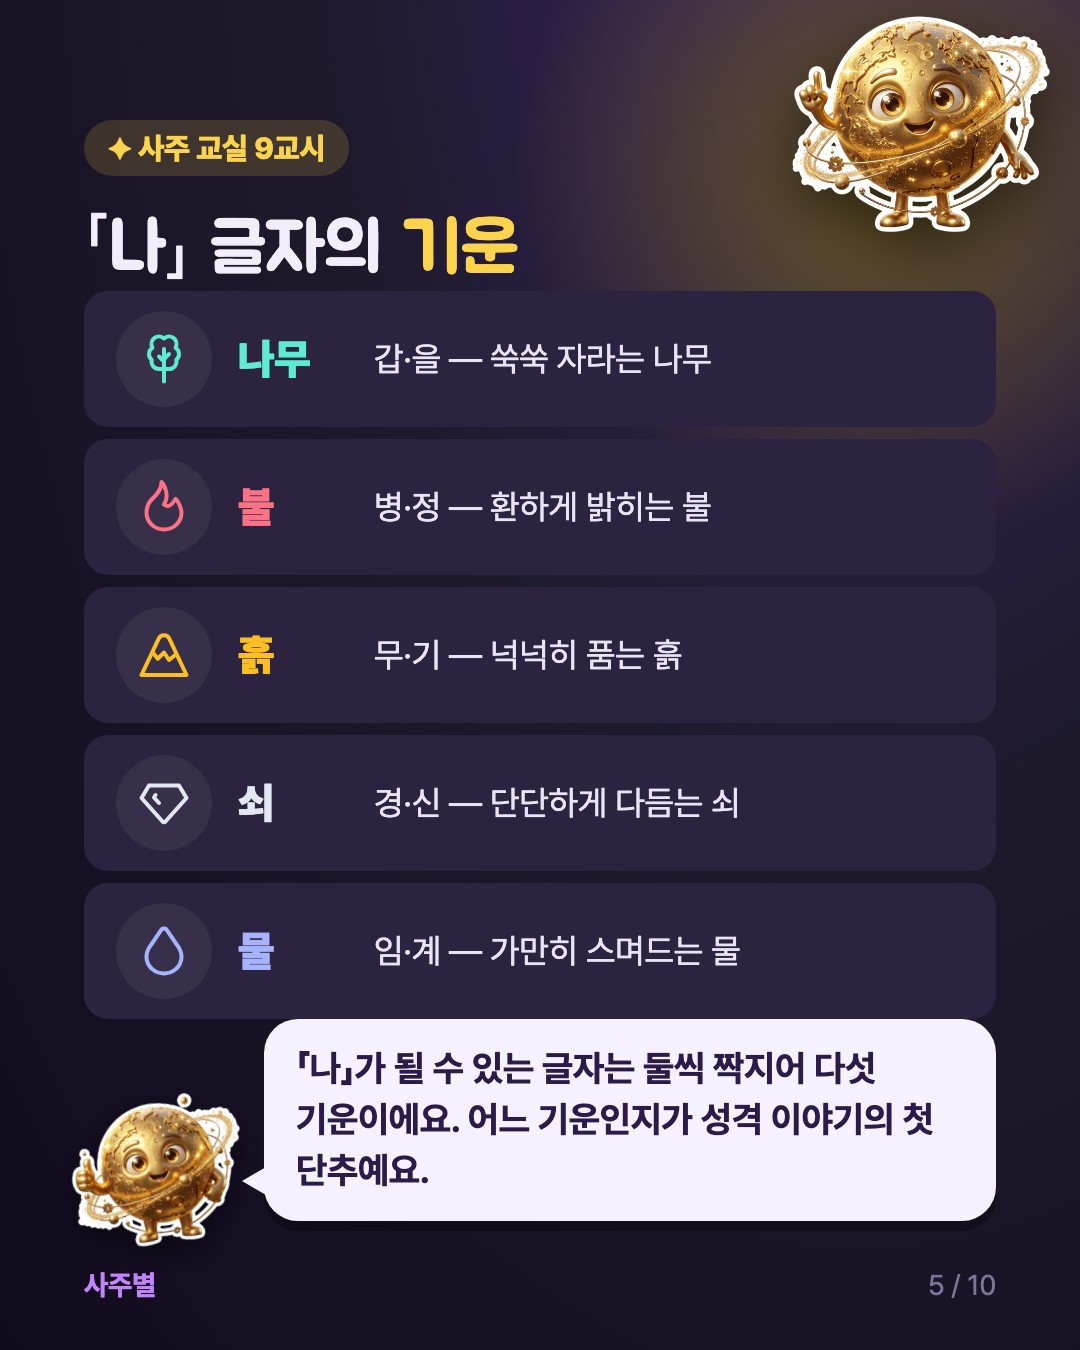 ✦ 사주 교실 9교시
「나」 글자의 기운
나무 갑·을 — 쑥쑥 자라는 나무
불 병·정 — 환하게 밝히는 불
흙 무·기 — 넉넉히 품는 흙
쇠 경·신 — 단단하게 다듬는 쇠
물 임·계 — 가만히 스며드는 물
「나」가 될 수 있는 글자는 둘씩 짝지어 다섯
기운이에요. 어느 기운인지가 성격 이야기의 첫
단추예요.
사주별
5 / 10